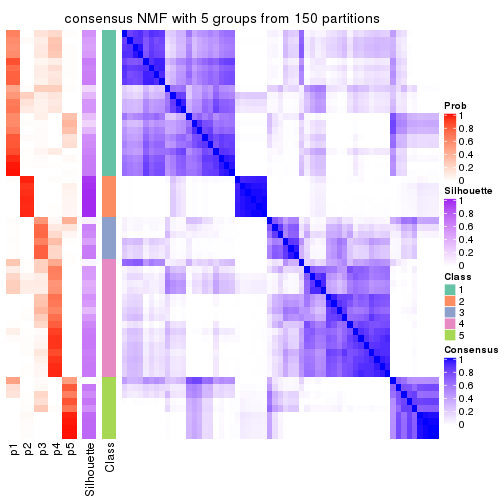 consensus NMF with 5 groups from 150 partitions
Prob
1
0.8
0.6
0.4
0.2
0
Silhouette
1
0.8
0.6
0.4
0.2
0
Class
1
2
3
4
5
Consensus
1
0.8
0.6
0.4
0.2
0
p1
p2
p3
p4
p5
Silhouette
Class